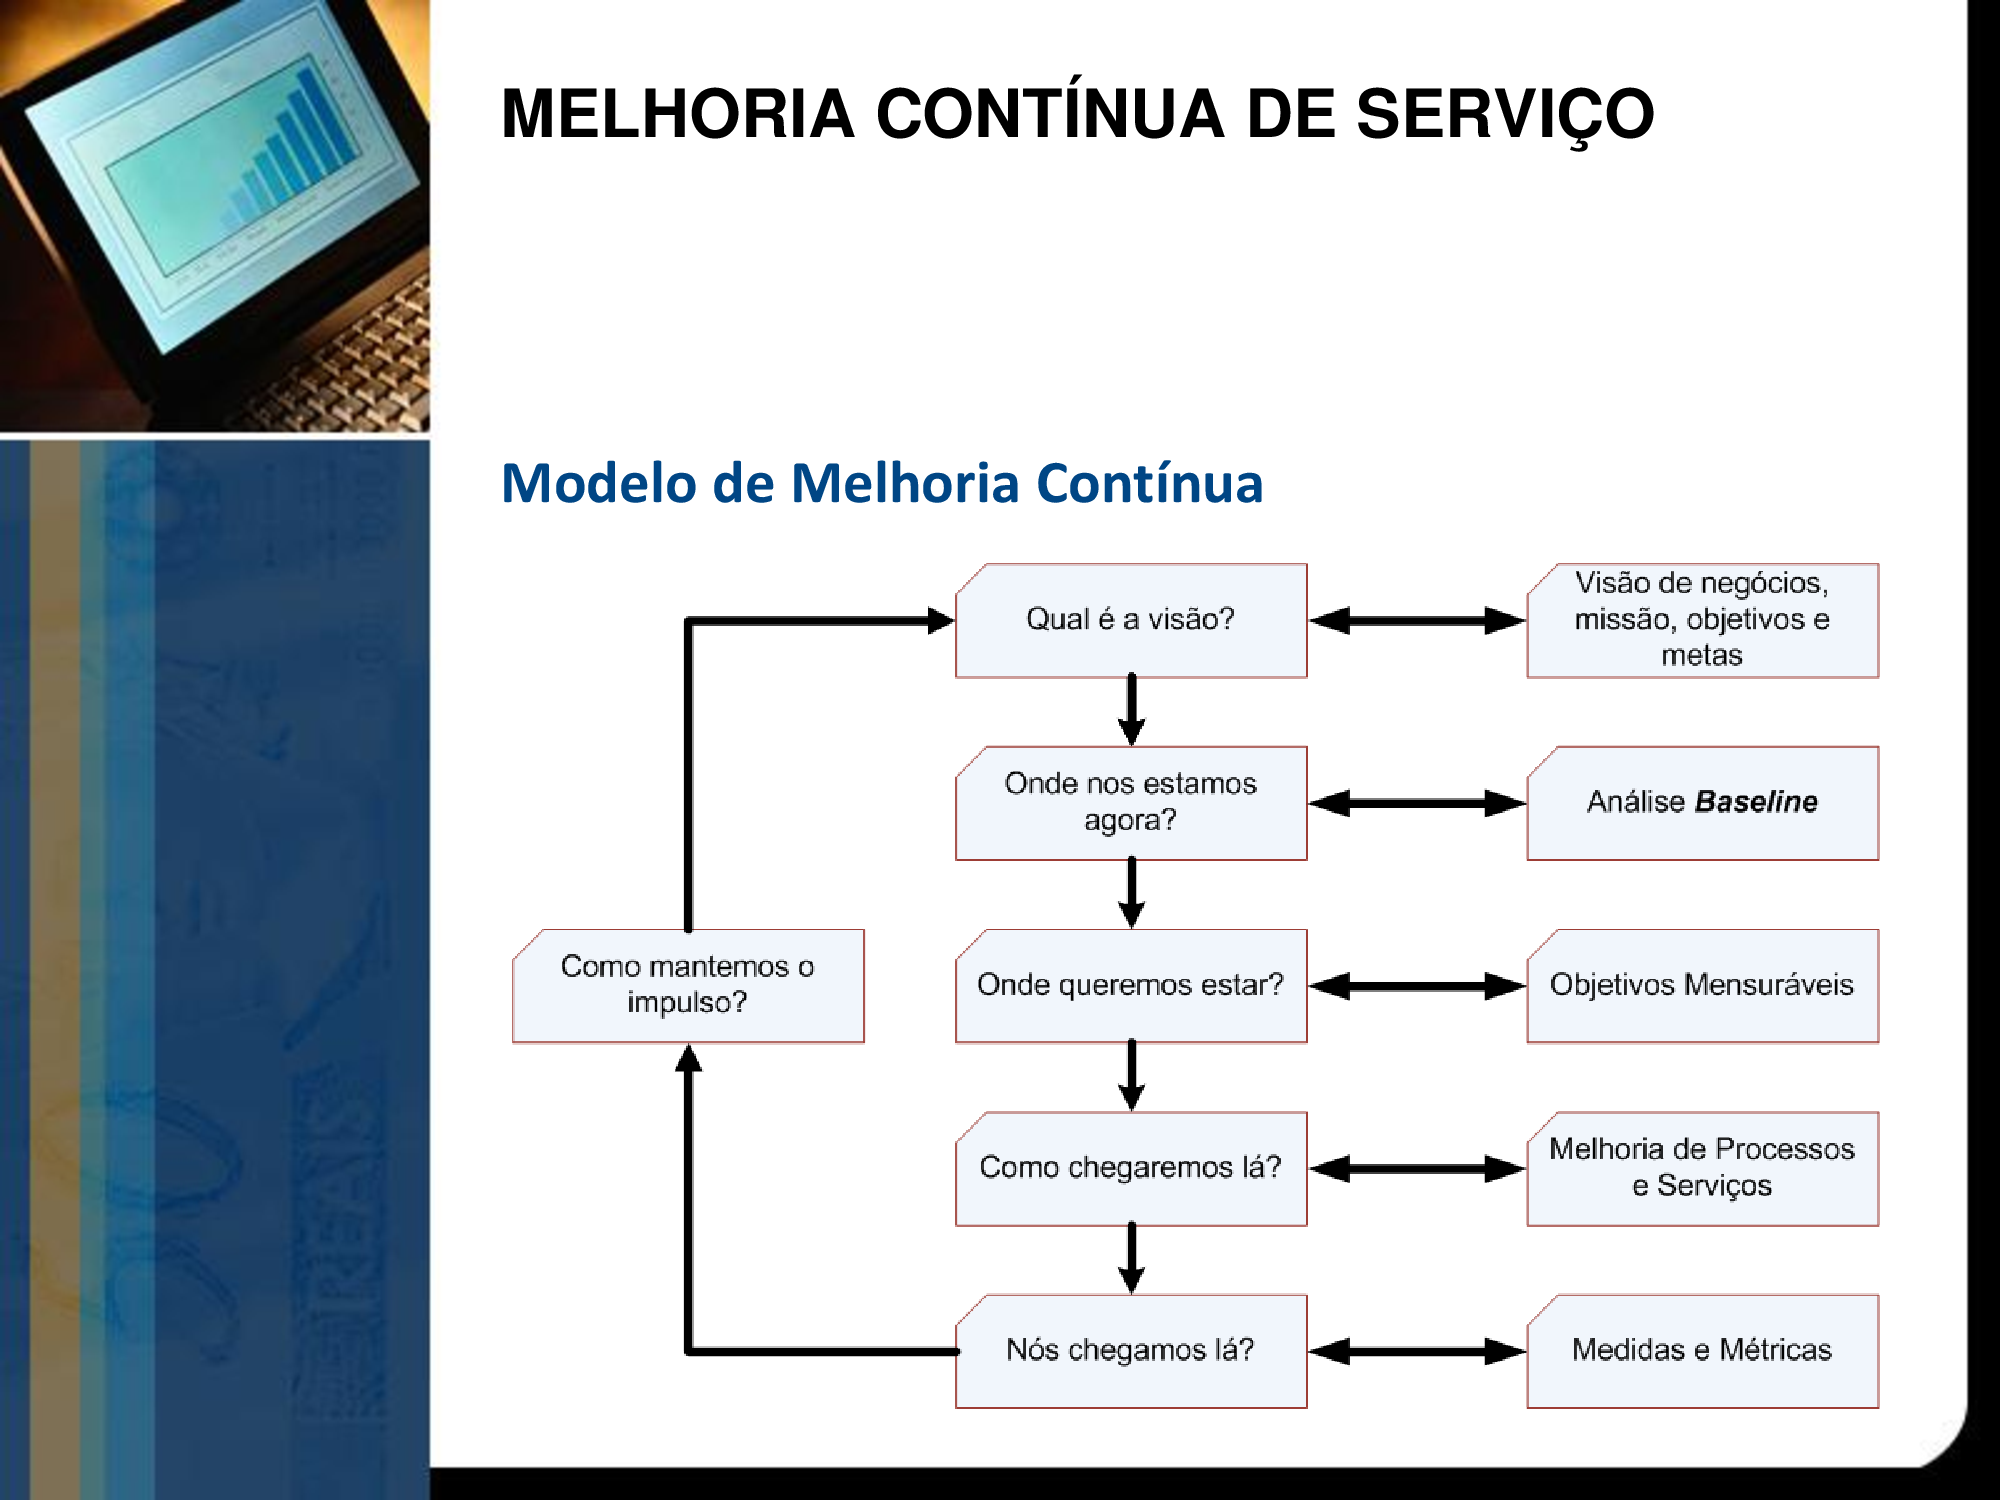 MELHORIA CONTÍNUA DE SERVIÇO
Modelo de Melhoria Contínua
Qual é a visão?
Visão de negócios,
missão, objetivos e
metas
Onde nos estamos
agora?
Análise Baseline
Como mantemos o
impulso?
Onde queremos estar?
Objetivos Mensuráveis
Como chegaremos lá?
Melhoria de Processos
e Serviços
Nós chegamos lá?
Medidas e Métricas
REAIS